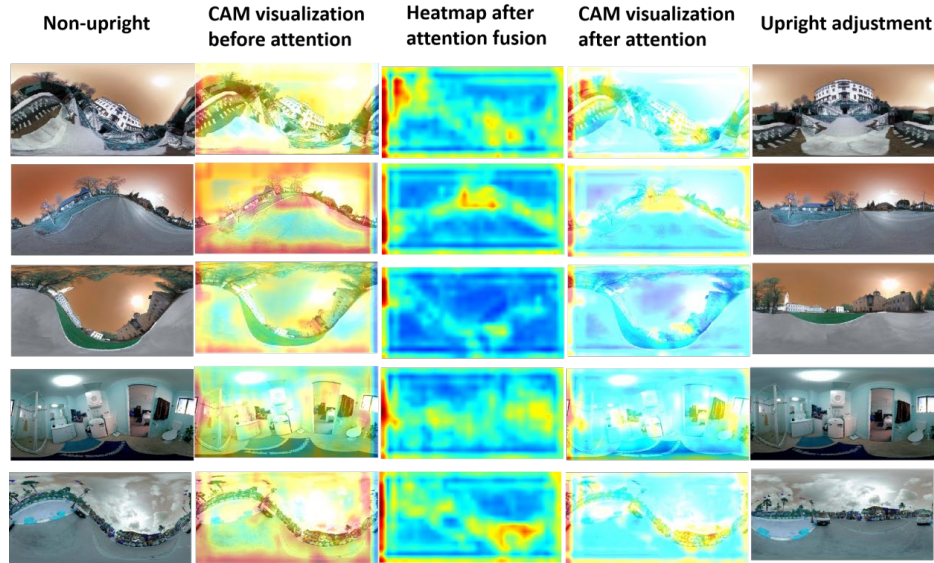 Non-upright
CAM visualization
before attention
Heatmap after
attention fusion
CAM visualization
after attention
Upright adjustment